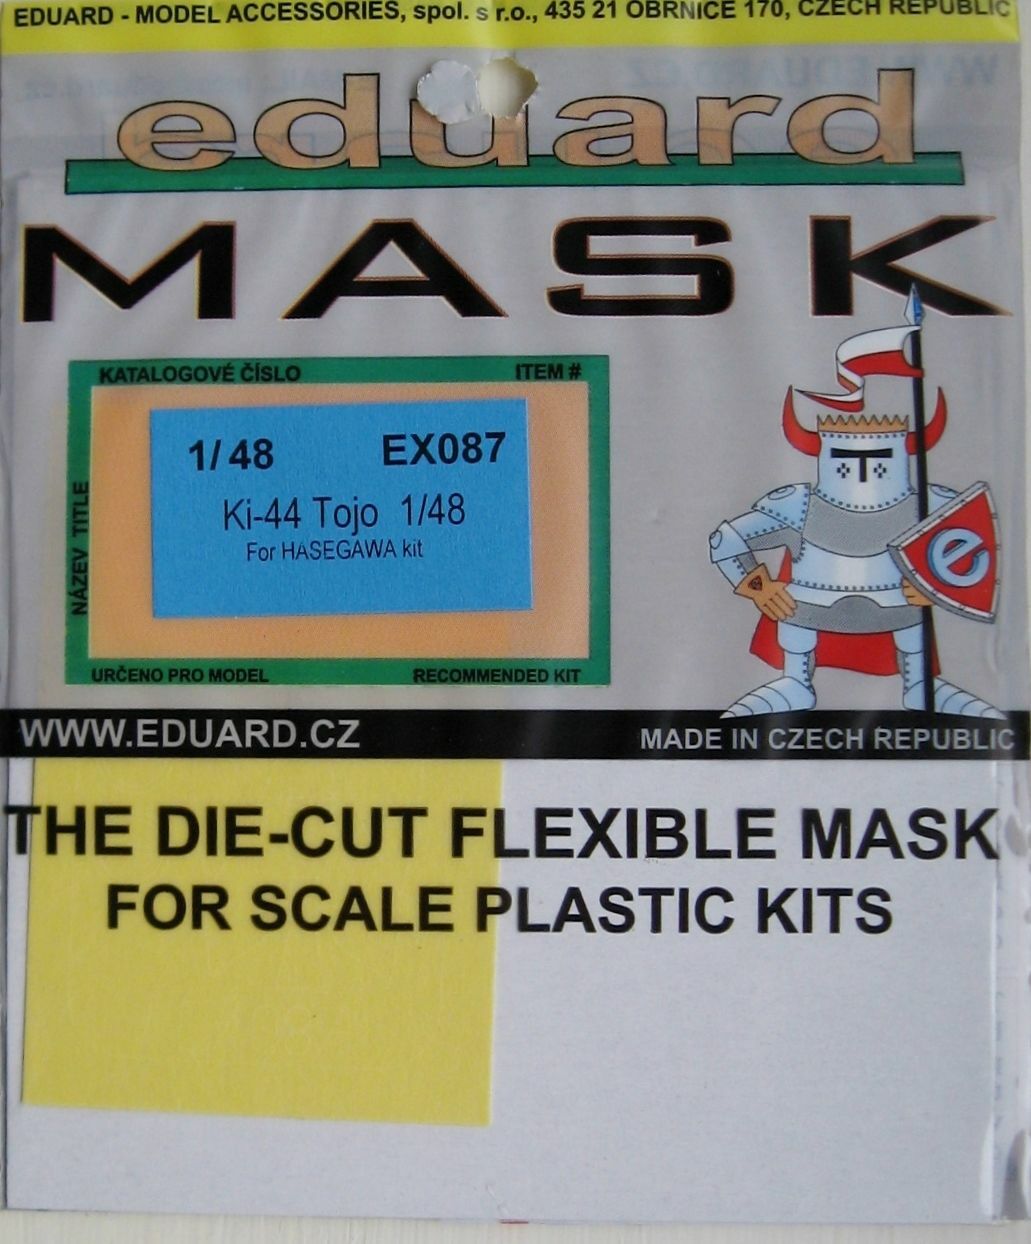 EDUARD - MODEL ACCESSORIES, spol. s r.o., 435 21 OBRNICE 170, CZECH REPUBLIC
eduard
MASK
KATALOGOVÉ ČÍSLO ITEM #
1/48 EX087
Ki-44 Tojo 1/48
For HASEGAWA kit
NÁZEV TITLE
e
URČENO PRO MODEL RECOMMENDED KIT
WWW.EDUARD.CZ MADE IN CZECH REPUBLIC
THE DIE-CUT FLEXIBLE MASK
FOR SCALE PLASTIC KITS